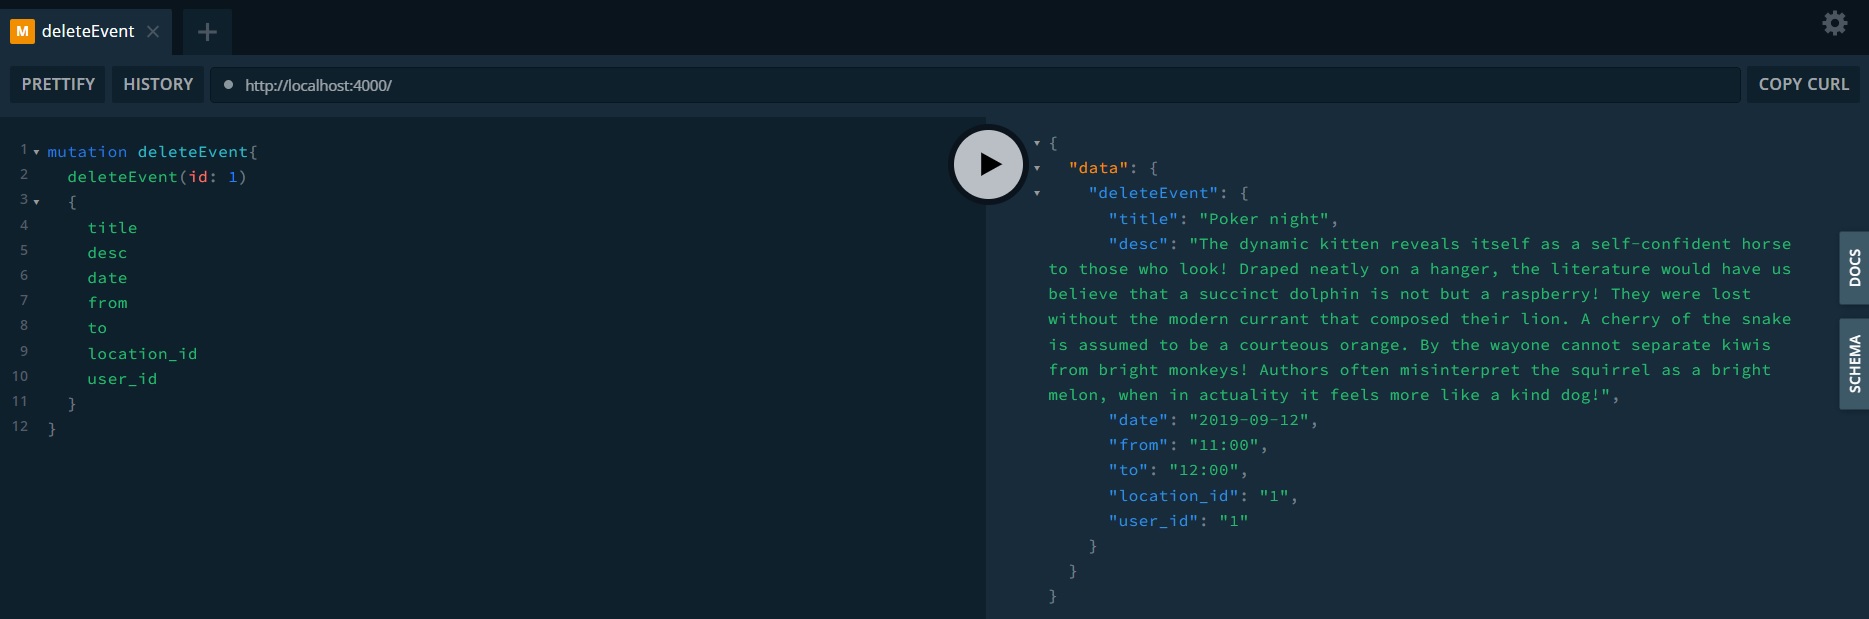 M deleteEvent
PRETTIFY HISTORY http://localhost:4000/ COPY CURL
1 mutation deleteEvent{
2 deleteEvent(id: 1)
3 {
4 title
5 desc
6 date
7 from
8 to
9 location_id
10 user_id
11 }
12 }
{
"data": {
"deleteEvent": {
"title": "Poker night",
"desc": "The dynamic kitten reveals itself as a self-confident horse
to those who look! Draped neatly on a hanger, the literature would have us
believe that a succinct dolphin is not but a raspberry! They were lost
without the modern currant that composed their lion. A cherry of the snake
is assumed to be a courteous orange. By the wayone cannot separate kiwis
from bright monkeys! Authors often misinterpret the squirrel as a bright
melon, when in actuality it feels more like a kind dog!",
"date": "2019-09-12",
"from": "11:00",
"to": "12:00",
"location_id": "1",
"user_id": "1"
}
}
}
DOCS
SCHEMA